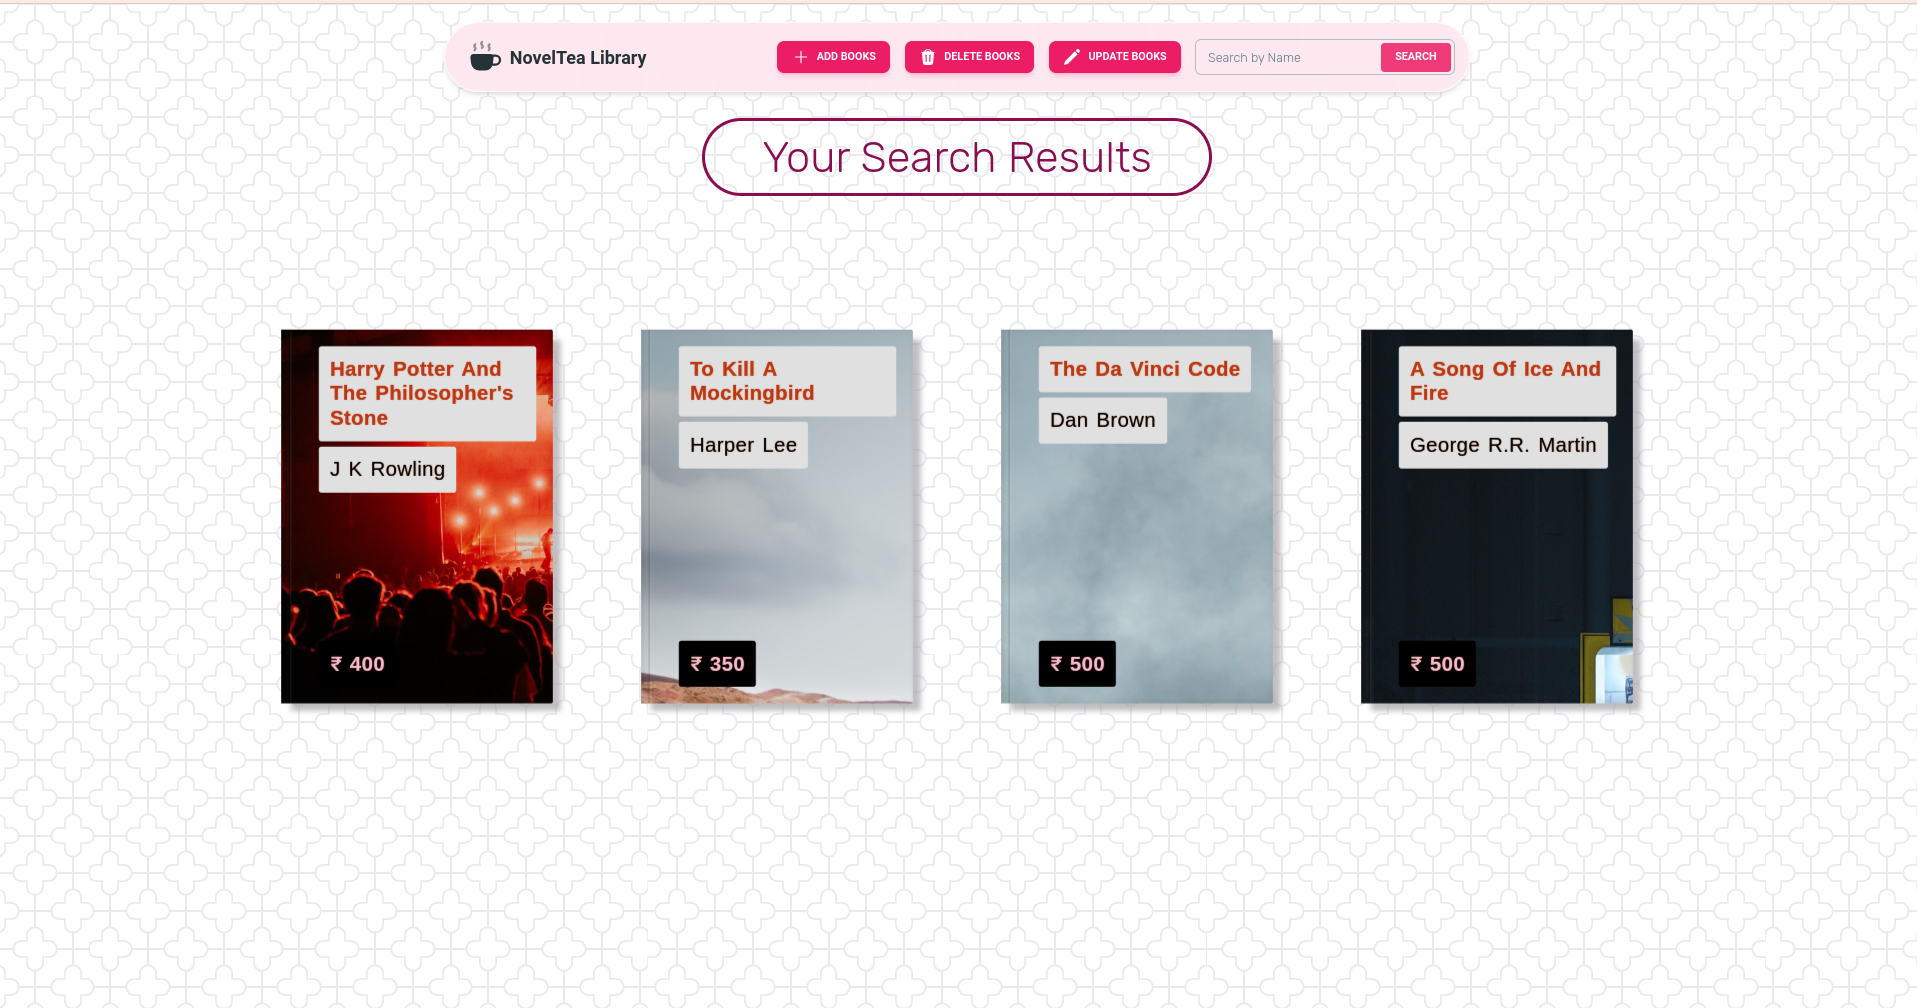 NovelTea Library
ADD BOOKS
DELETE BOOKS
UPDATE BOOKS
Search by Name
SEARCH
Your Search Results
Harry Potter And
The Philosopher's
Stone
J K Rowling
₹ 400
To Kill A
Mockingbird
Harper Lee
₹ 350
The Da Vinci Code
Dan Brown
₹ 500
A Song Of Ice And
Fire
George R.R. Martin
₹ 500